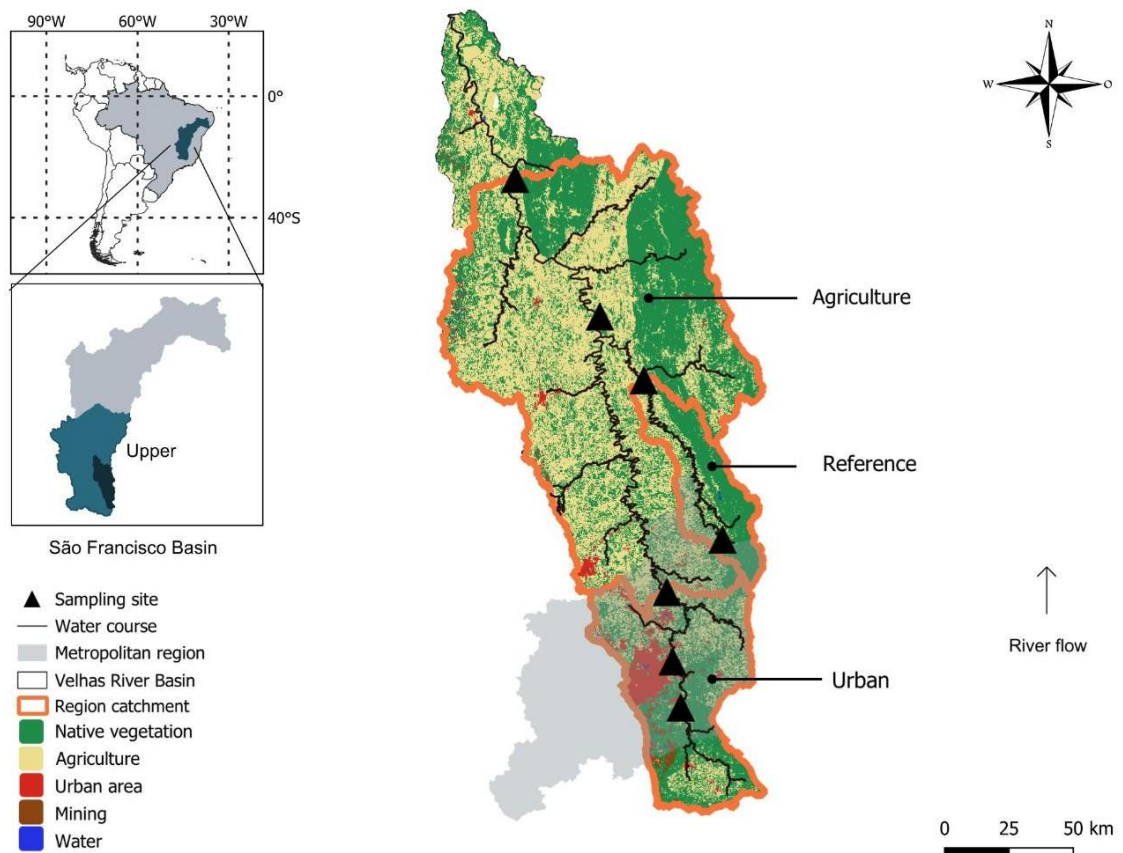 90°W 60°W 30°W
0°
40°S
Upper
São Francisco Basin
Sampling site
Water course
Metropolitan region
Velhas River Basin
Region catchment
Native vegetation
Agriculture
Urban area
Mining
Water
Agriculture
Reference
Urban
N
W O
S
River flow
0 25 50 km